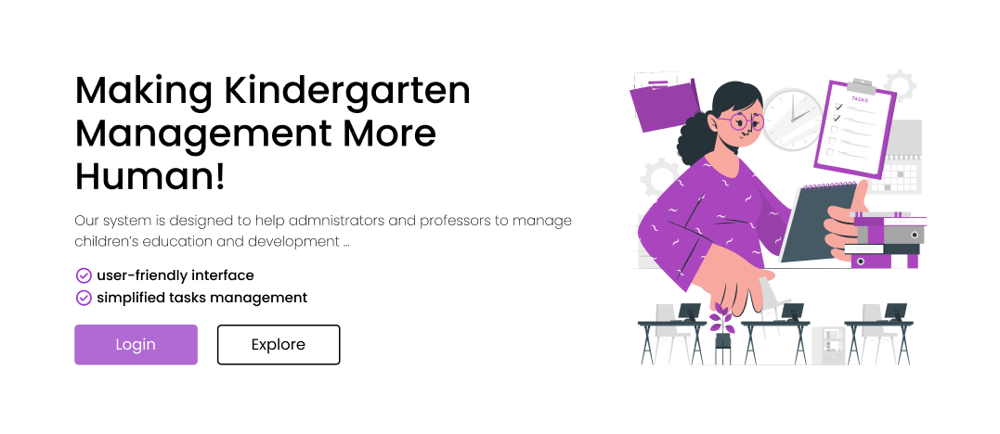 Making Kindergarten
Management More
Human!
Our system is designed to help admnistrators and professors to manage
children's education and development ...
user-friendly interface
simplified tasks management
Login
Explore
TASKS